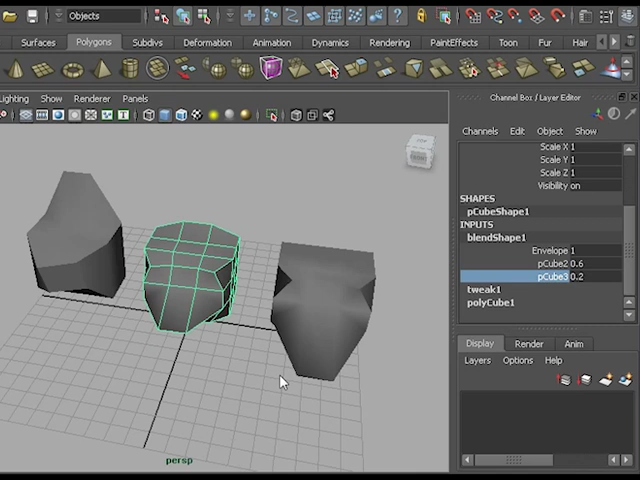 Objects
Surfaces Polygons Subdivs Deformation Animation Dynamics Rendering PaintEffects Toon Fur Hair
Lighting Show Renderer Panels
Channel Box / Layer Editor
Channels Edit Object Show
Scale X 1
Scale Y 1
Scale Z 1
Visibility on
SHAPES
pCubeShape1
INPUTS
blendShape1
Envelope 1
pCube2 0.6
pCube3 0.2
tweak1
polyCube1
Display Render Anim
Layers Options Help
persp